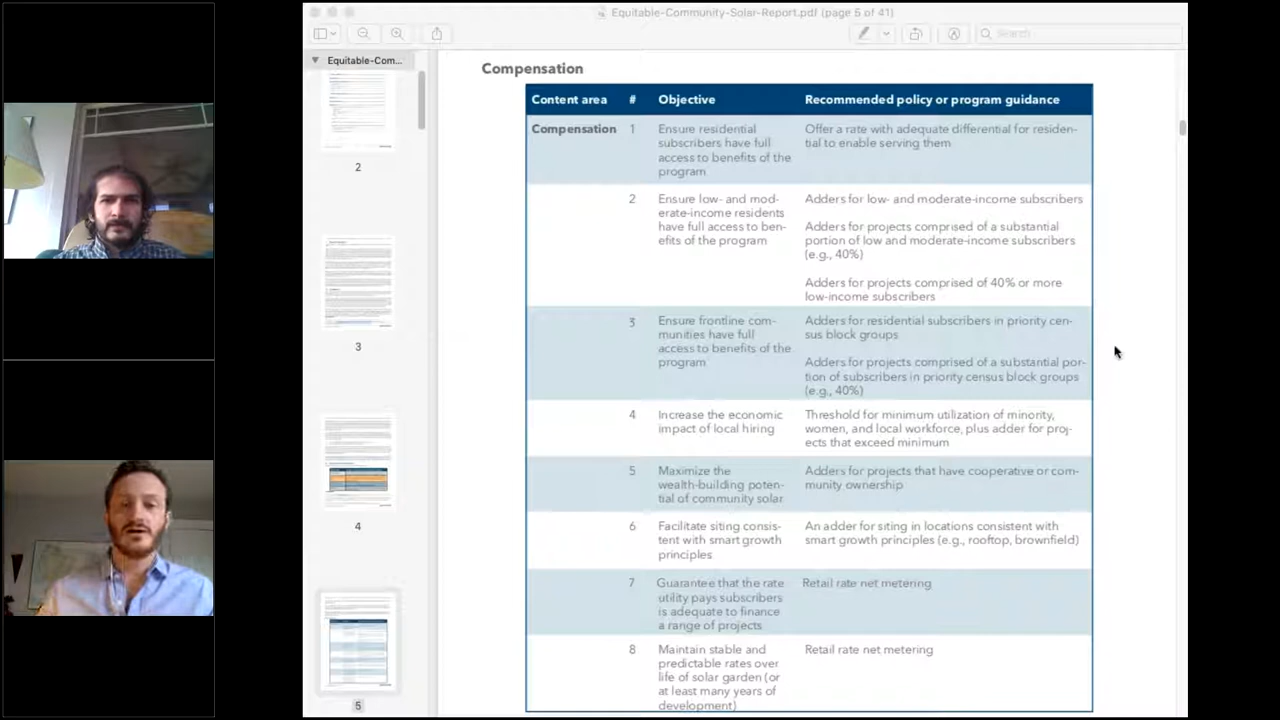 Equitable-Community-Solar-Report.pdf (page 5 of 41)
Search
Equitable-Com...
2
3
4
5
Compensation
Content area # Objective Recommended policy or program guidance
Compensation 1 Ensure residential Offer a rate with adequate differential for residen-
subscribers have full tial to enable serving them
access to benefits of the
program
2 Ensure low- and mod- Adders for low- and moderate-income subscribers
erate-income residents
have full access to ben- Adders for projects comprised of a substantial
efits of the program portion of low and moderate-income subscribers
(e.g., 40%)
Adders for projects comprised of 40% or more
low-income subscribers
3 Ensure frontline com- Adders for residential subscribers in priority cen-
munities have full sus block groups
access to benefits of the
program Adders for projects comprised of a substantial por-
tion of subscribers in priority census block groups
(e.g., 40%)
4 Increase the economic Threshold for minimum utilization of minority,
impact of local hiring women, and local workforce, plus adder for proj-
ects that exceed minimum
5 Maximize the Adders for projects that have cooperative or com-
wealth-building poten- munity ownership
tial of community solar
6 Facilitate siting consis- An adder for siting in locations consistent with
tent with smart growth smart growth principles (e.g., rooftop, brownfield)
principles
7 Guarantee that the rate Retail rate net metering
utility pays subscribers
is adequate to finance
a range of projects
8 Maintain stable and Retail rate net metering
predictable rates over
life of solar garden (or
at least many years of
development)